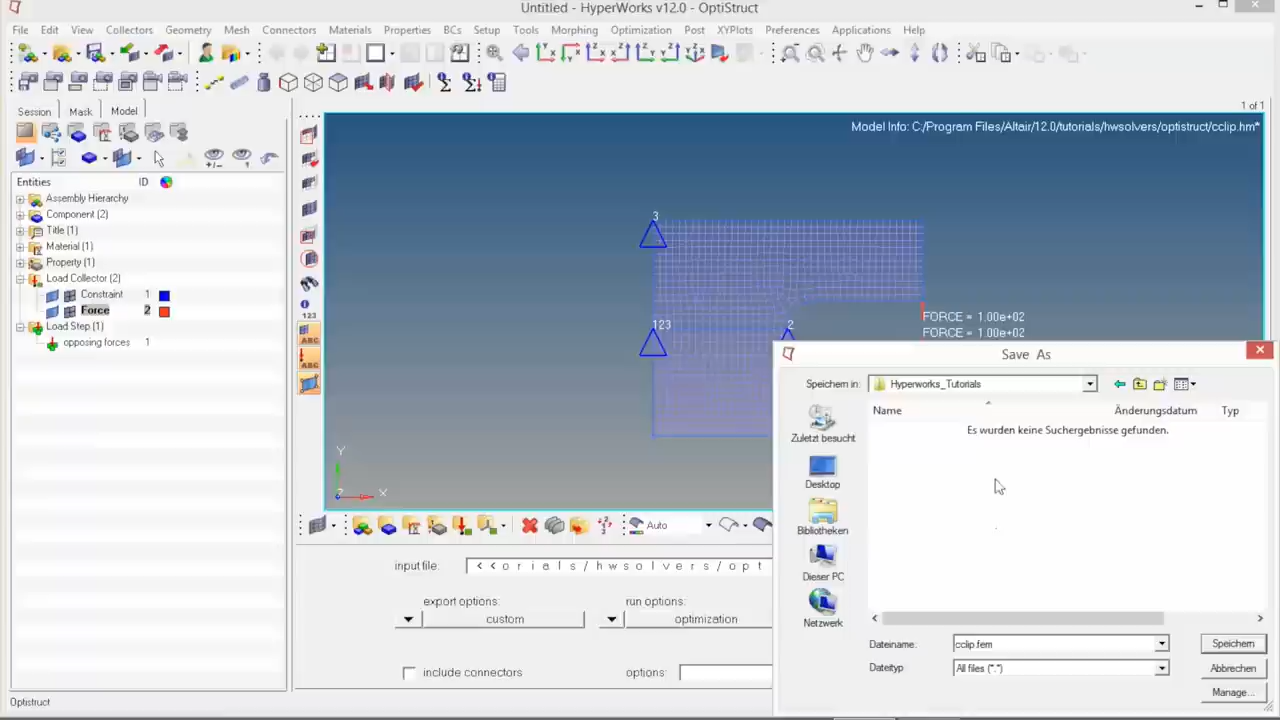 Untitled - HyperWorks v12.0 - OptiStruct
File Edit View Collectors Geometry Mesh Connectors Materials Properties BCs Setup Tools Morphing Optimization Post XYPlots Preferences Applications Help
Session Mask Model
1 of 1
Model Info: C:/Program Files/Altair/12.0/tutorials/hwsolvers/optistruct/cclip.hm*
Entities ID
Assembly Hierarchy
Component (2)
Title (1)
Material (1)
Property (1)
Load Collector (2)
Constraint 1
Force 2
Load Step (1)
opposing forces 1
3
123
2
FORCE = 1.00e+02
FORCE = 1.00e+02
Y
Z
X
123
ABC
ABC
Auto
input file: < < o r i a l s / h w s o l v e r s / o p t
export options: run options:
custom optimization
include connectors options:
Optistruct
Save As
Speichern in: Hyperworks_Tutorials
Name Änderungsdatum Typ
Es wurden keine Suchergebnisse gefunden.
Zuletzt besucht
Desktop
Bibliotheken
Dieser PC
Netzwerk
Dateiname: cclip.fem Speichern
Dateityp: All files (*.*) Abbrechen
Manage...